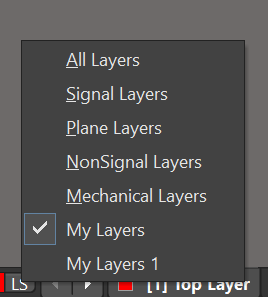 All Layers
Signal Layers
Plane Layers
NonSignal Layers
Mechanical Layers
My Layers
My Layers 1
LS
[1] Top Layer